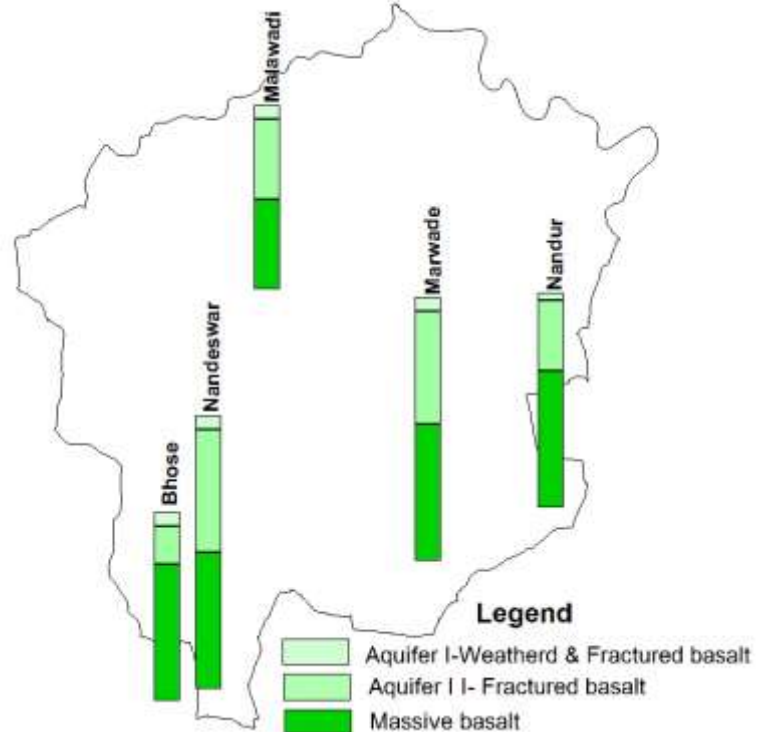 Malawadi
Marwade
Nandur
Nandeswar
Bhose
Legend
Aquifer I-Weatherd & Fractured basalt
Aquifer I I- Fractured basalt
Massive basalt